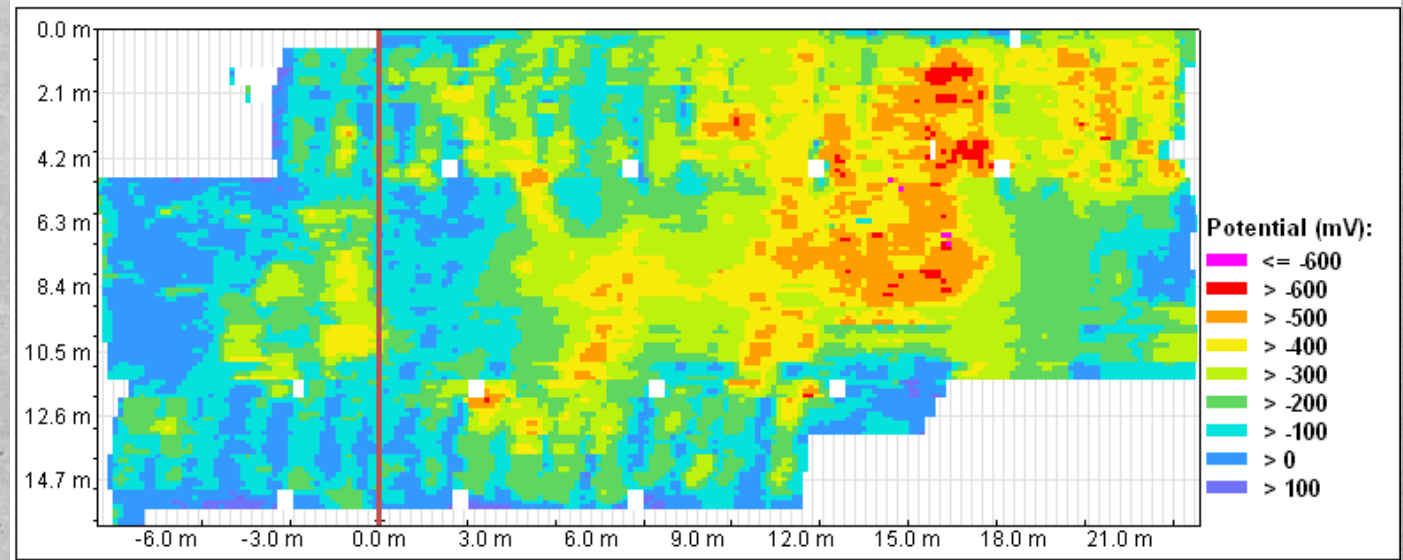 0.0 m
2.1 m
4.2 m
6.3 m
8.4 m
10.5 m
12.6 m
14.7 m
-6.0 m -3.0 m 0.0 m 3.0 m 6.0 m 9.0 m 12.0 m 15.0 m 18.0 m 21.0 m
Potential (mV):
<= -600
> -600
> -500
> -400
> -300
> -200
> -100
> 0
> 100